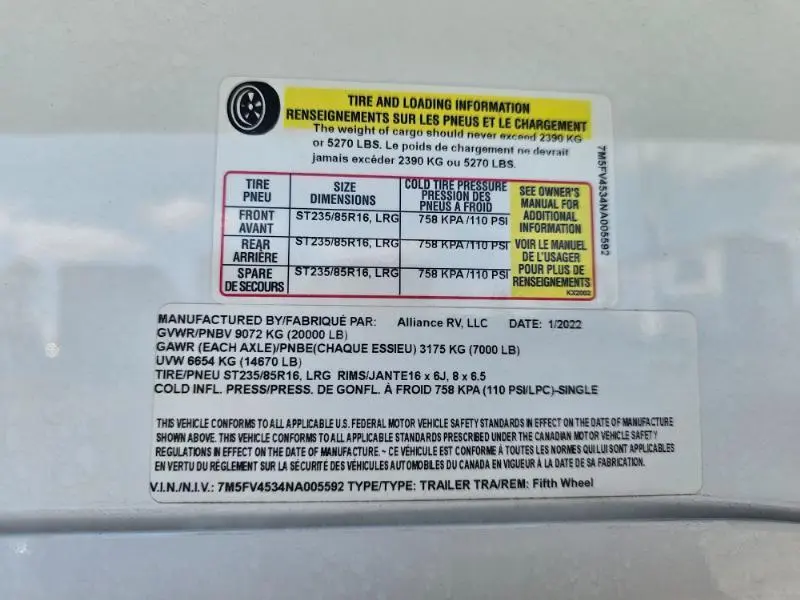 TIRE AND LOADING INFORMATION
RENSEIGNEMENTS SUR LES PNEUS ET LE CHARGEMENT
The weight of cargo should never exceed 2390 KG
or 5270 LBS. Le poids de chargement ne devrait
jamais excéder 2390 KG ou 5270 LBS.
TIRE PNEU SIZE DIMENSIONS COLD TIRE PRESSURE PRESSION DES PNEUS A FROID
FRONT AVANT ST235/85R16, LRG 758 KPA /110 PSI
REAR ARRIÈRE ST235/85R16, LRG 758 KPA /110 PSI
SPARE DE SECOURS ST235/85R16, LRG 758 KPA /110 PSI
SEE OWNER'S
MANUAL FOR
ADDITIONAL
INFORMATION
VOIR LE MANUEL
DE L'USAGER
POUR PLUS DE
RENSEIGNEMENTS
KX2002
7M5FV4534NA005592
MANUFACTURED BY/FABRIQUÉ PAR: Alliance RV, LLC DATE: 1/2022
GVWR/PNBV 9072 KG (20000 LB)
GAWR (EACH AXLE)/PNBE(CHAQUE ESSIEU) 3175 KG (7000 LB)
UVW 6654 KG (14670 LB)
TIRE/PNEU ST235/85R16, LRG RIMS/JANTE16 x 6J, 8 x 6.5
COLD INFL. PRESS/PRESS. DE GONFL. À FROID 758 KPA (110 PSI/LPC)-SINGLE
THIS VEHICLE CONFORMS TO ALL APPLICABLE U.S. FEDERAL MOTOR VEHICLE SAFETY STANDARDS IN EFFECT ON THE DATE OF MANUFACTURE
SHOWN ABOVE. THIS VEHICLE CONFORMS TO ALL APPLICABLE STANDARDS PRESCRIBED UNDER THE CANADIAN MOTOR VEHICLE SAFETY
REGULATIONS IN EFFECT ON THE DATE OF MANUFACTURE. ~ CE VÉHICULE EST CONFORME À TOUTES LES NORMES QUI LUI SONT APPLICABLES
EN VERTU DU RÉGLEMENT SUR LA SÉCURITÉ DES VÉHICULES AUTOMOBILES DU CANADA EN VIGUEUR À LA DATE DE SA FABRICATION.
V.I.N./N.I.V.: 7M5FV4534NA005592 TYPE/TYPE: TRAILER TRA/REM: Fifth Wheel